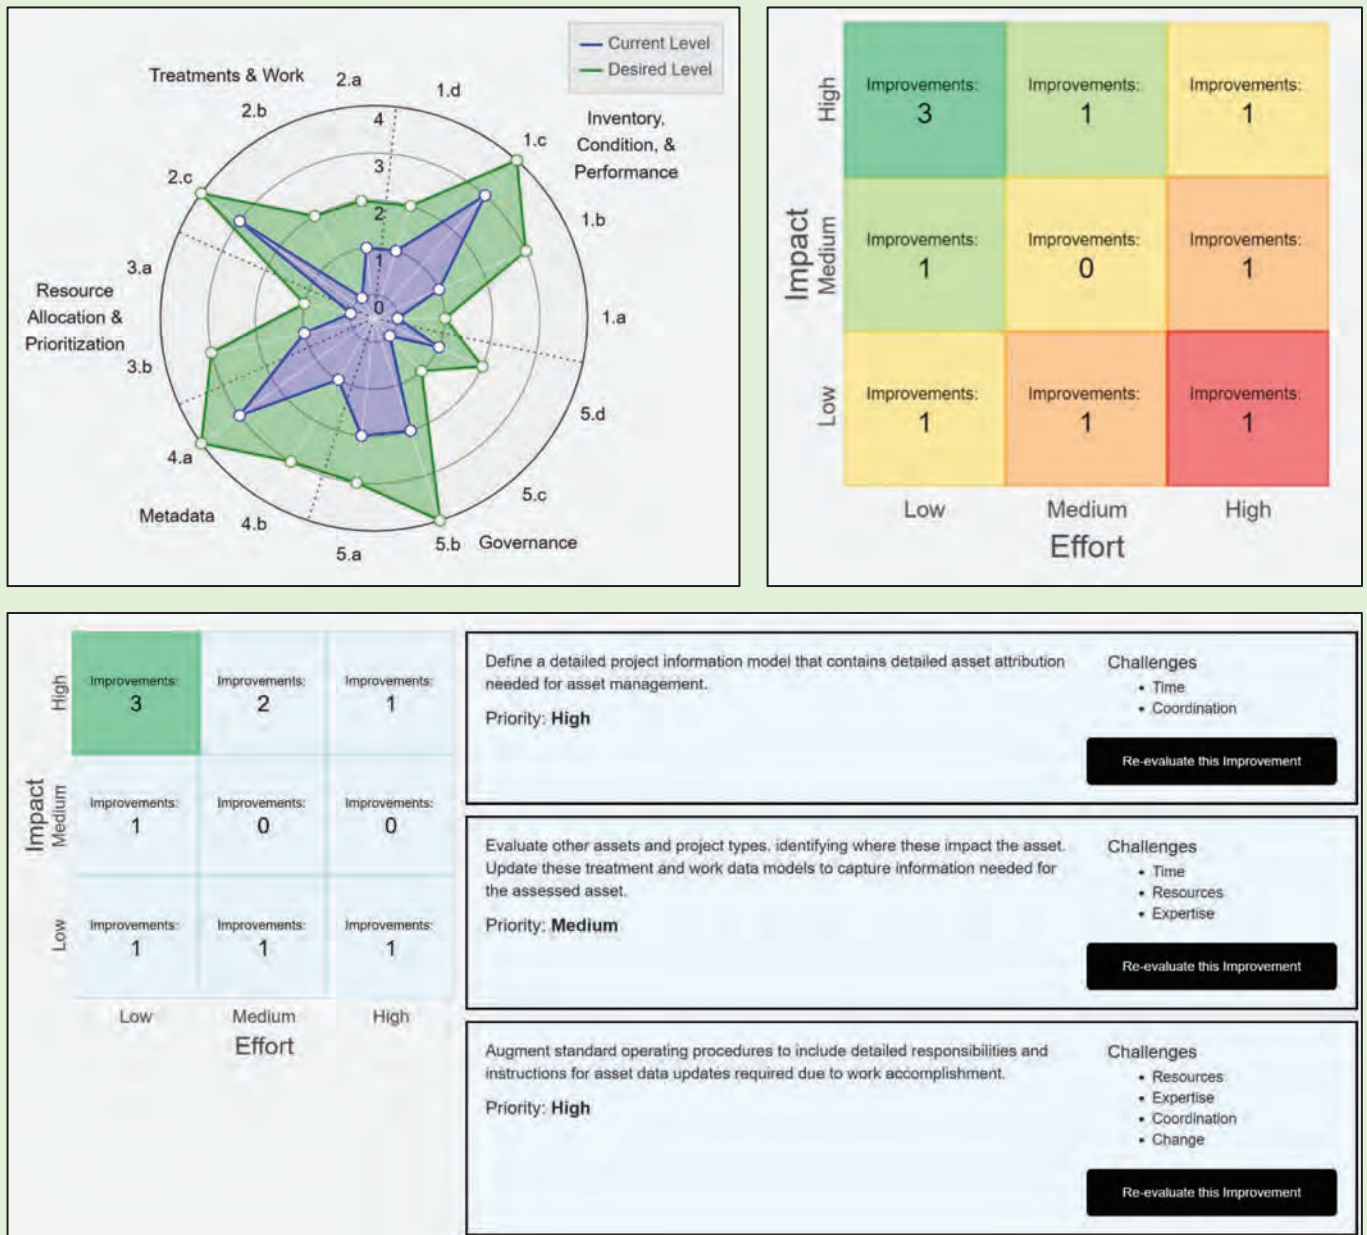 Current Level
Desired Level
Treatments & Work
2.a
1.d
2.b
4
Inventory,
Condition, &
Performance
1.c
3
2.c
2
1.b
3.a
1
Resource
Allocation &
Prioritization
0
1.a
3.b
5.d
4.a
Metadata
4.b
5.c
5.a
5.b
Governance
Impact
High
Improvements:
3
Improvements:
1
Improvements:
1
Medium
Improvements:
1
Improvements:
0
Improvements:
1
Low
Improvements:
1
Improvements:
1
Improvements:
1
Low
Medium
High
Effort
Impact
High
Improvements:
3
Improvements:
2
Improvements:
1
Medium
Improvements:
1
Improvements:
0
Improvements:
0
Low
Improvements:
1
Improvements:
1
Improvements:
1
Low
Medium
High
Effort
Define a detailed project information model that contains detailed asset attribution
needed for asset management.
Priority: High
Challenges
• Time
• Coordination
Re-evaluate this Improvement
Evaluate other assets and project types, identifying where these impact the asset.
Update these treatment and work data models to capture information needed for
the assessed asset.
Priority: Medium
Challenges
• Time
• Resources
• Expertise
Re-evaluate this Improvement
Augment standard operating procedures to include detailed responsibilities and
instructions for asset data updates required due to work accomplishment.
Priority: High
Challenges
• Resources
• Expertise
• Coordination
• Change
Re-evaluate this Improvement